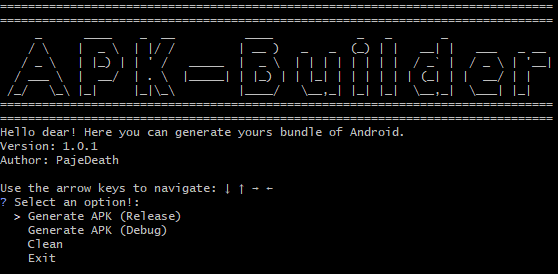 APK-Builder
Hello dear! Here you can generate yours bundle of Android.
Version: 1.0.1
Author: PajeDeath
Use the arrow keys to navigate: ↓ ↑ → ←
? Select an option!:
> Generate APK (Release)
Generate APK (Debug)
Clean
Exit